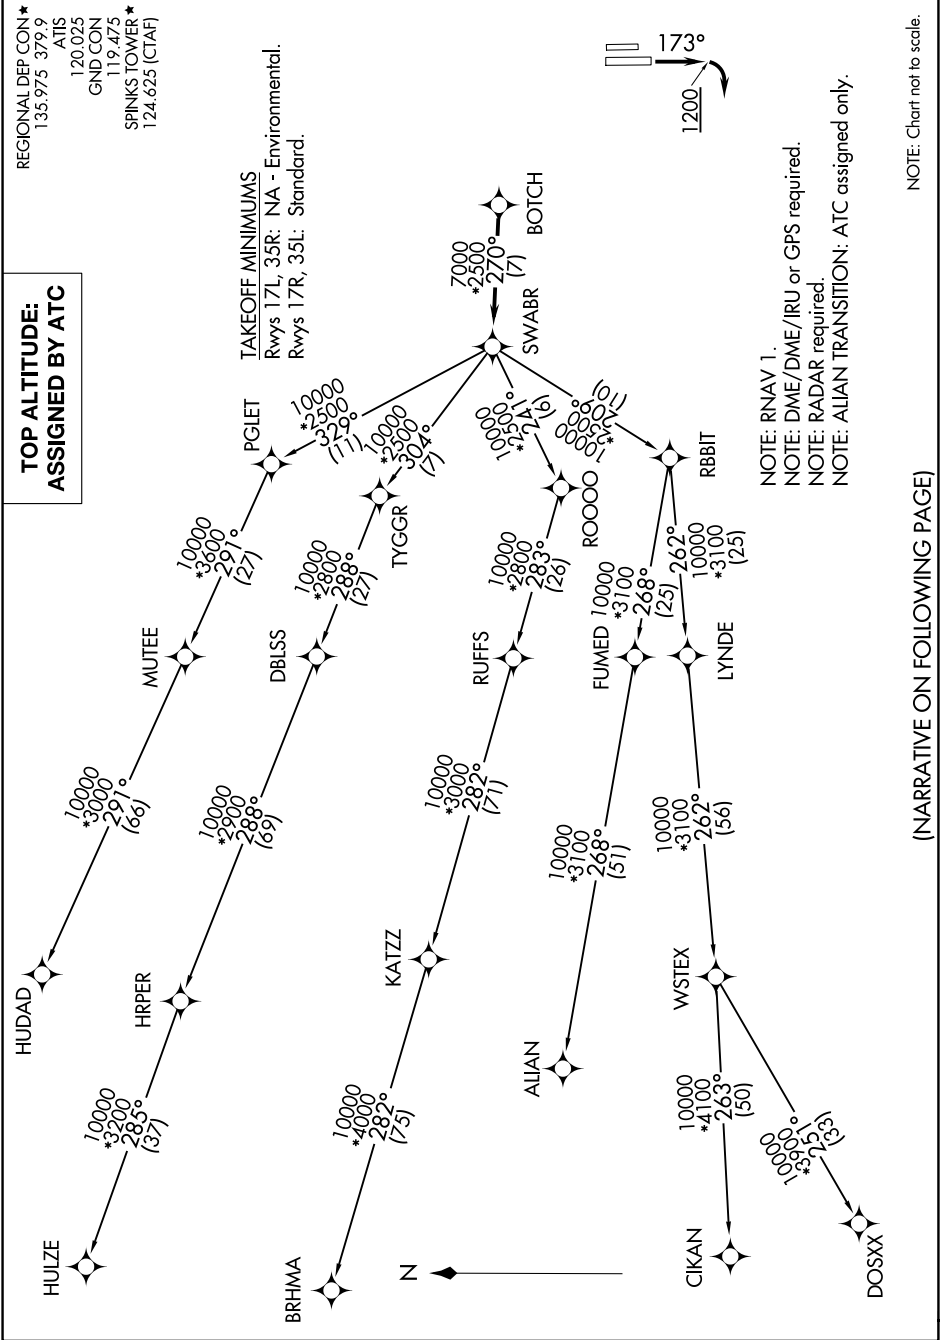 REGIONAL DEP CON★
135.975 379.9
ATIS
120.025
GND CON
119.475
SPINKS TOWER★
124.625 (CTAF)
TOP ALTITUDE:
ASSIGNED BY ATC
TAKEOFF MINIMUMS
Rwys 17L, 35R: NA - Environmental.
Rwys 17R, 35L: Standard.
173°
1200
BOTCH
7000
*2500
270°
(7)
SWABR
10000
*2500
329°
(11)
PGLET
10000
*3600
291°
(27)
MUTEE
10000
*3000
291°
(66)
HUDAD
10000
*2500
304°
(7)
TYGGR
10000
*2800
288°
(27)
DBLSS
10000
*2900
288°
(69)
HRPER
10000
*3200
285°
(37)
HULZE
10000
*2500
241°
(6)
ROOOO
10000
*2800
283°
(26)
RUFFS
10000
*3000
282°
(71)
KATZZ
10000
*4000
282°
(75)
BRHMA
10000
*2500
209°
(10)
RBBIT
10000
*3100
268°
(25)
FUMED
10000
*3100
268°
(51)
ALIAN
262°
10000
*3100
(25)
LYNDE
10000
*3100
262°
(56)
WSTEX
10000
*4100
263°
(50)
CIKAN
10000
*3900
251°
(33)
DOSXX
N
NOTE: RNAV 1.
NOTE: DME/DME/IRU or GPS required.
NOTE: RADAR required.
NOTE: ALIAN TRANSITION: ATC assigned only.
NOTE: Chart not to scale.
(NARRATIVE ON FOLLOWING PAGE)